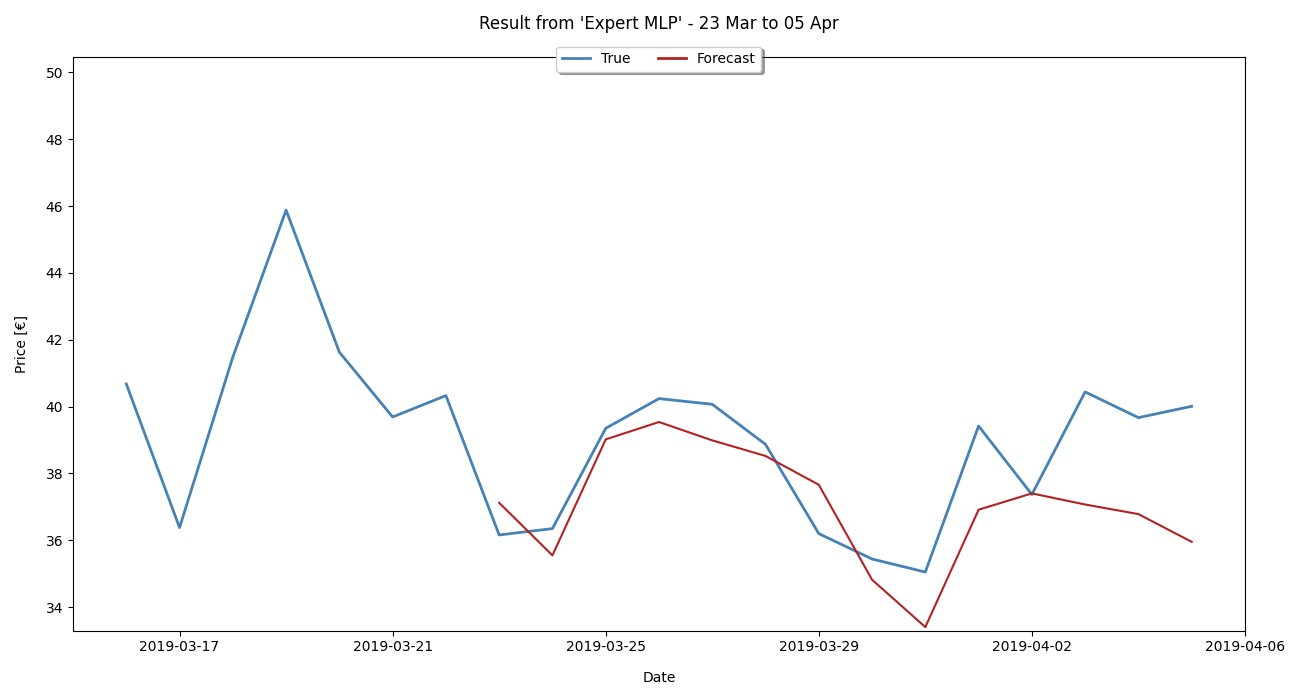 Result from 'Expert MLP' - 23 Mar to 05 Apr
True Forecast
50
48
46
44
42
40
38
36
34
Price [€]
2019-03-17 2019-03-21 2019-03-25 2019-03-29 2019-04-02 2019-04-06
Date